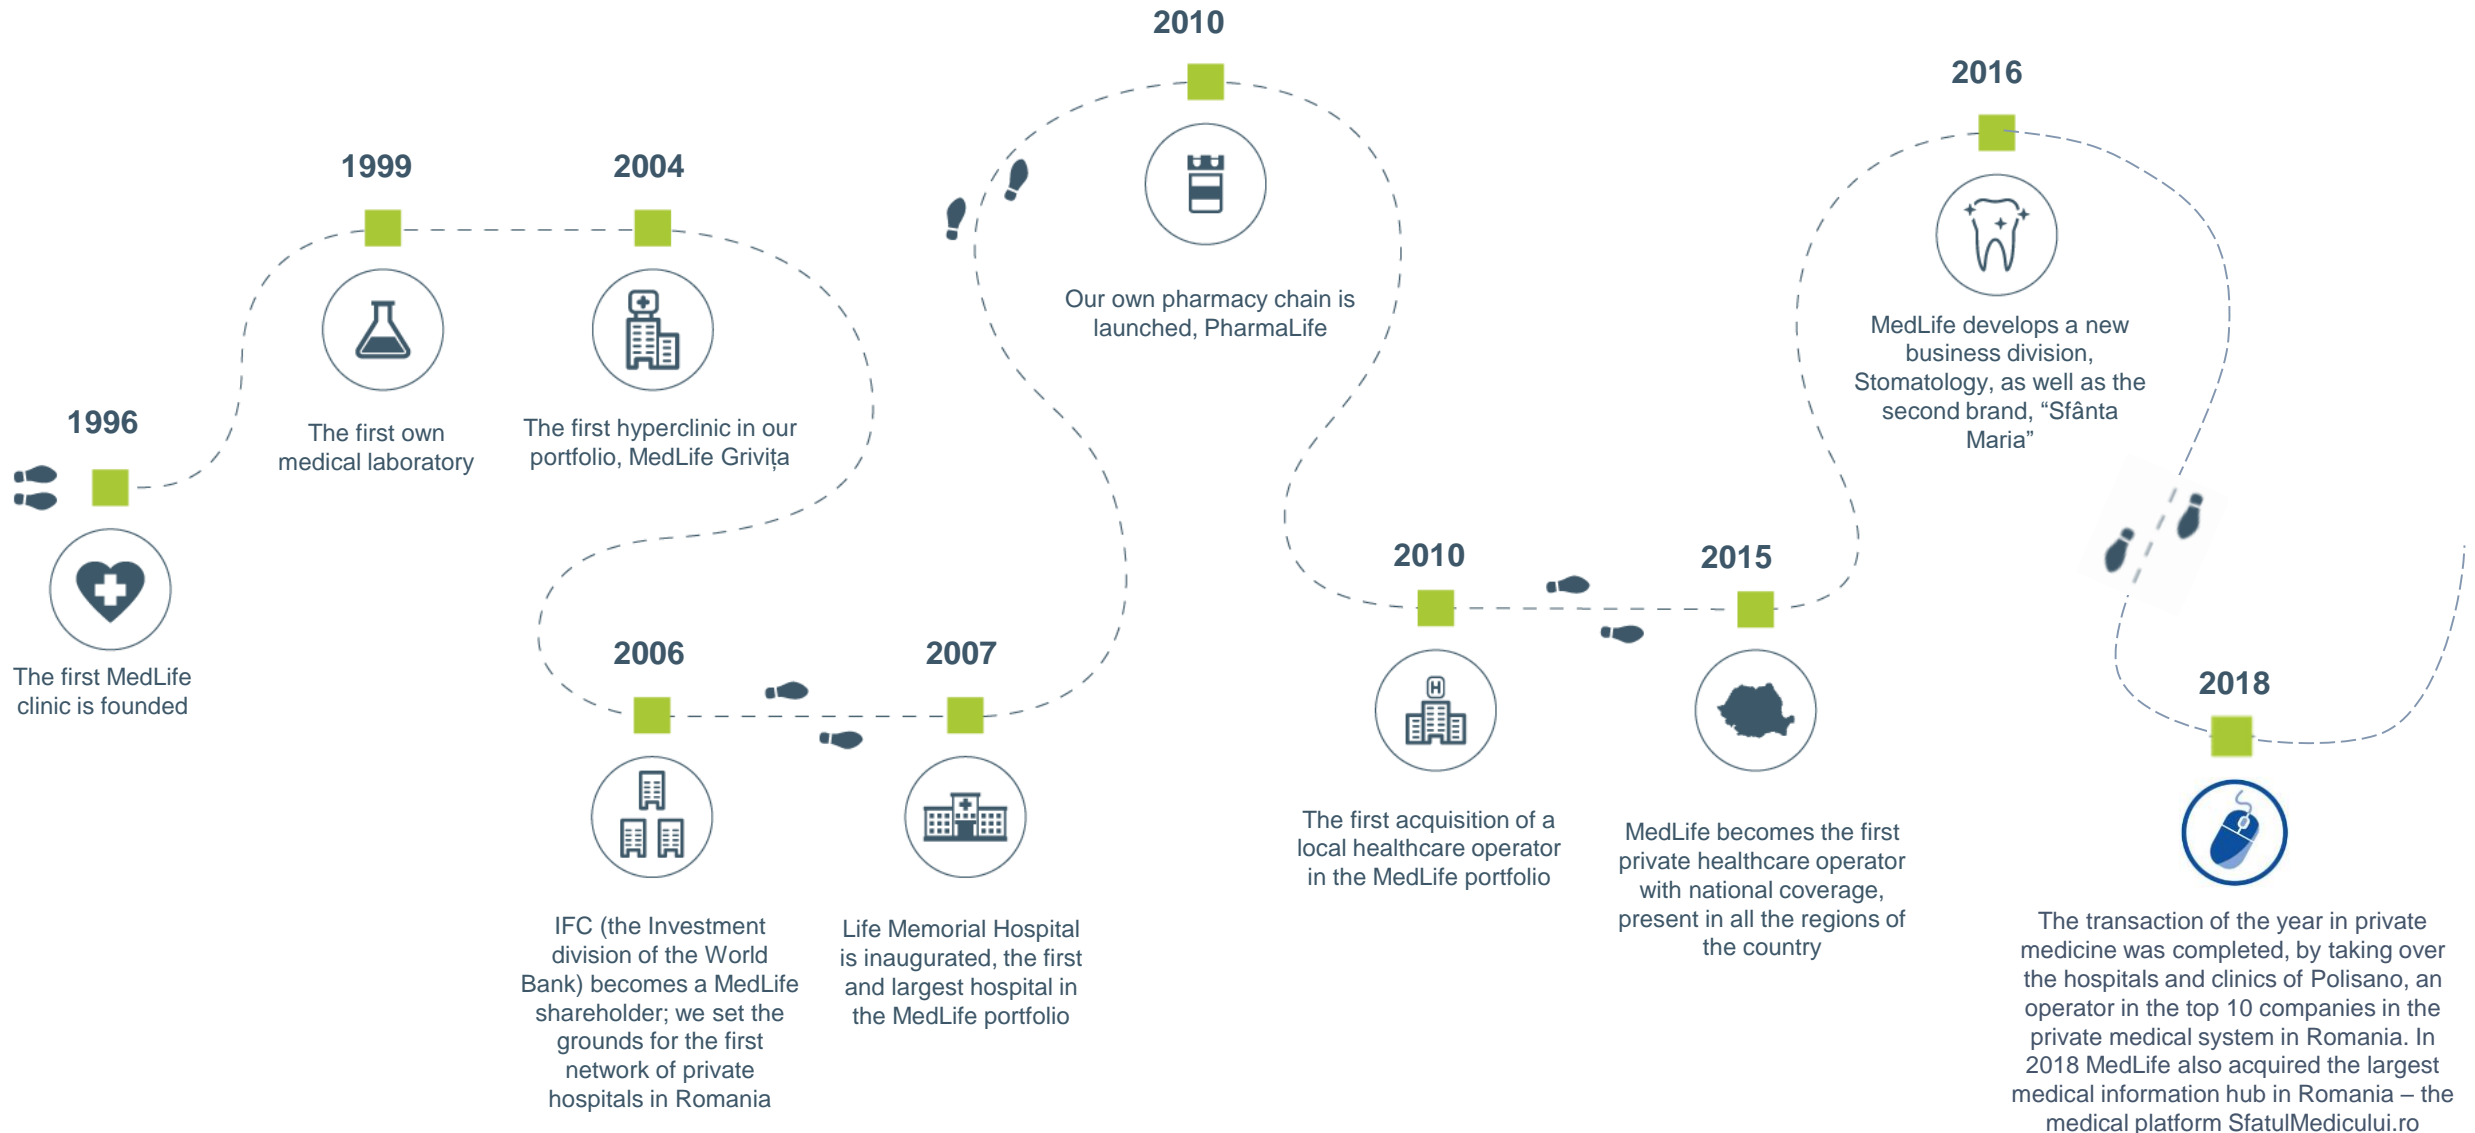 1996
The first MedLife
clinic is founded
1999
The first own
medical laboratory
2004
The first hyperclinic in our
portfolio, MedLife Grivița
2006
IFC (the Investment
division of the World
Bank) becomes a MedLife
shareholder; we set the
grounds for the first
network of private
hospitals in Romania
2007
Life Memorial Hospital
is inaugurated, the first
and largest hospital in
the MedLife portfolio
2010
Our own pharmacy chain is
launched, PharmaLife
2010
H
The first acquisition of a
local healthcare operator
in the MedLife portfolio
2015
MedLife becomes the first
private healthcare operator
with national coverage,
present in all the regions of
the country
2016
MedLife develops a new
business division,
Stomatology, as well as the
second brand, “Sfânta
Maria”
2018
The transaction of the year in private
medicine was completed, by taking over
the hospitals and clinics of Polisano, an
operator in the top 10 companies in the
private medical system in Romania. In
2018 MedLife also acquired the largest
medical information hub in Romania – the
medical platform SfatulMedicului.ro